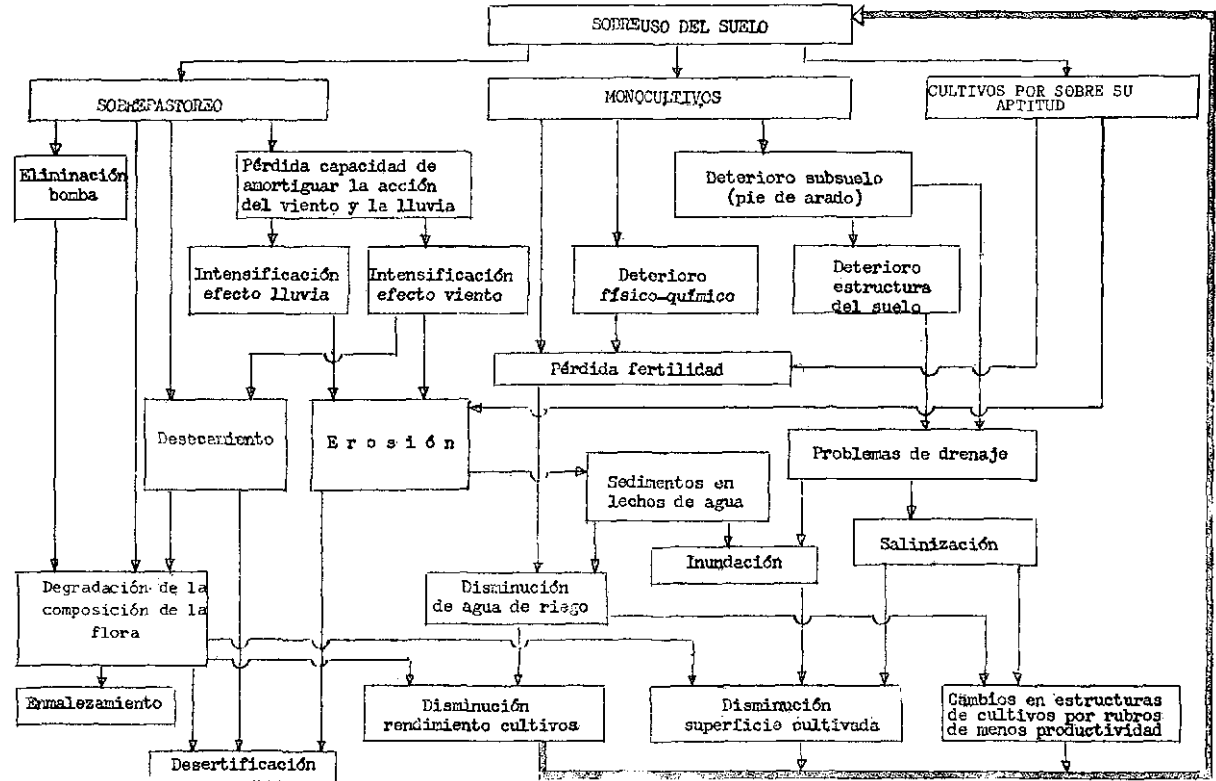 SOBREUSO DEL SUELO
SOBREPASTOREO
MONOCULTIVOS
CULTIVOS POR SOBRE SU
APTITUD
Eliminación
bomba
Pérdida capacidad de
amortiguar la acción
del viento y la lluvia
Deterioro subsuelo
(pie de arado)
Intensificación
efecto lluvia
Intensificación
efecto viento
Deterioro
físico-químico
Deterioro
estructura
del suelo
Pérdida fertilidad
Desecamiento
Erosión
Problemas de drenaje
Sedimentos en
lechos de agua
Salinización
Inundación
Degradación de la
composición de la
flora
Disminución
de agua de riego
Enmalezamiento
Disminución
rendimiento cultivos
Disminución
superficie cultivada
Cambios en estructuras
de cultivos por rubros
de menos productividad
Desertificación